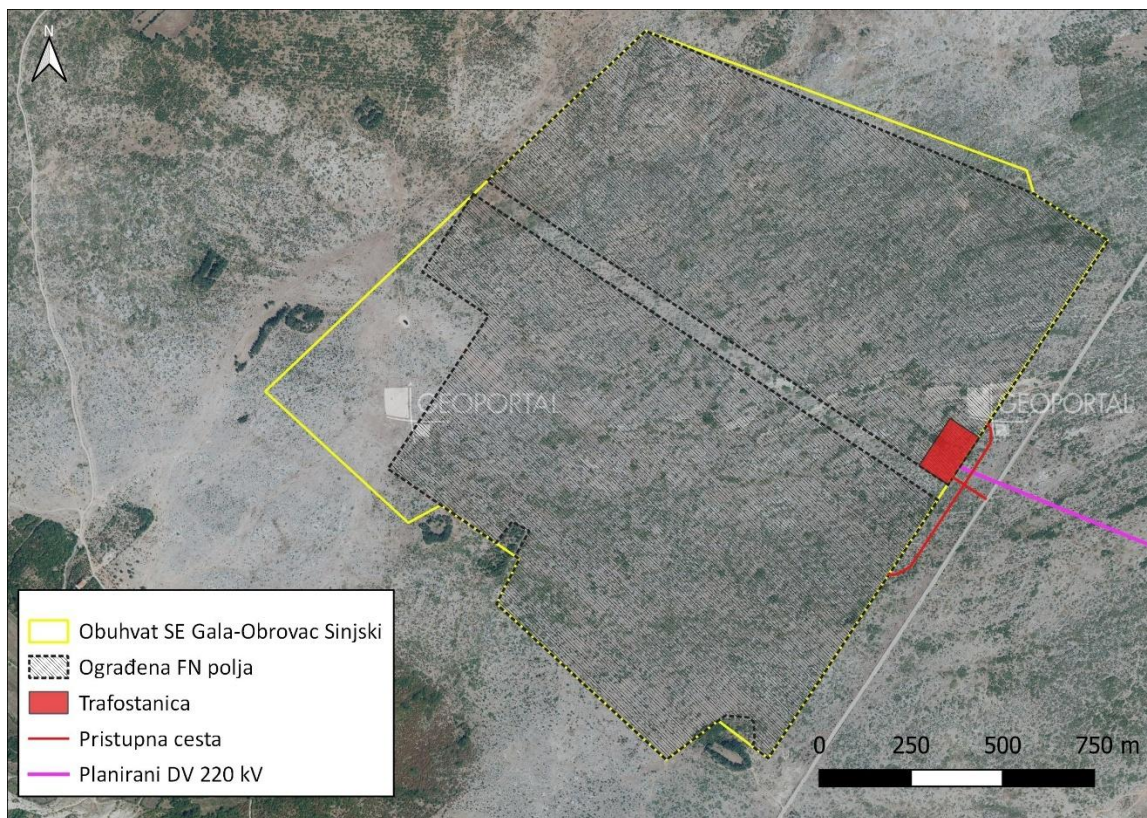 N
GEOPORTAL
GEOPORTAL
Obuhvat SE Gala-Obrovac Sinjski
Ograđena FN polja
Trafostanica
Pristupna cesta
Planirani DV 220 kV
0 250 500 750 m